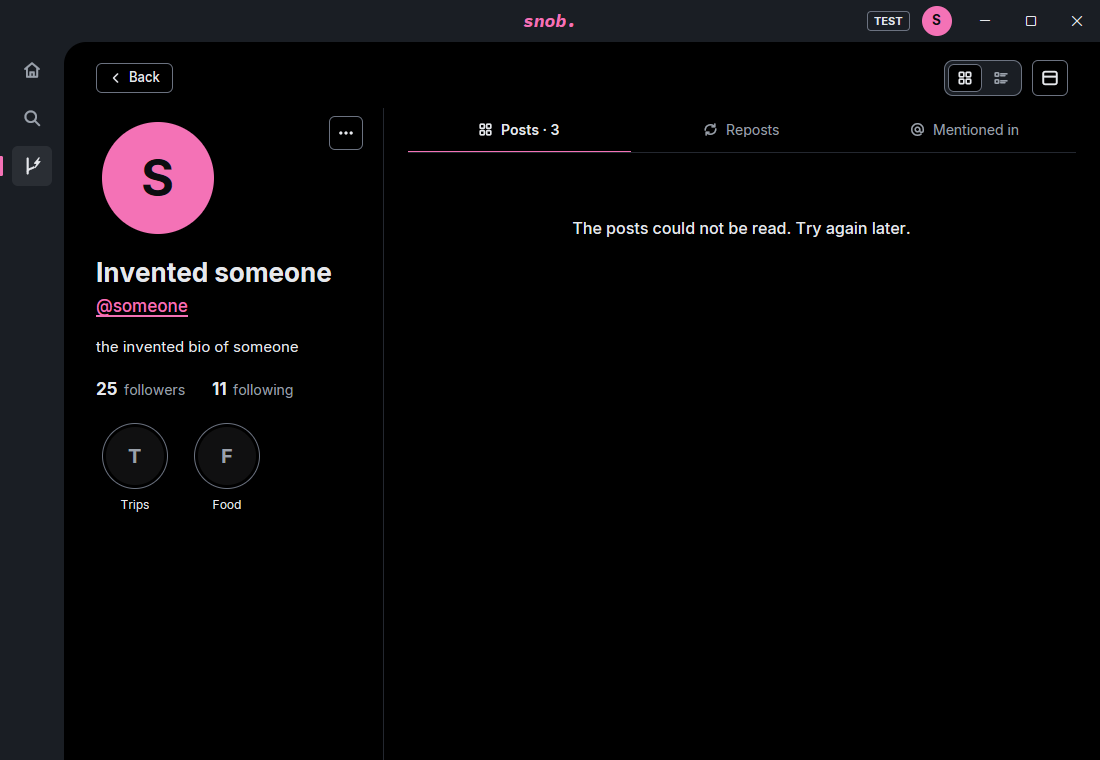 snob.
TEST
S
Back
S
Invented someone
@someone
the invented bio of someone
25 followers 11 following
T
F
Trips
Food
Posts · 3
Reposts
Mentioned in
The posts could not be read. Try again later.